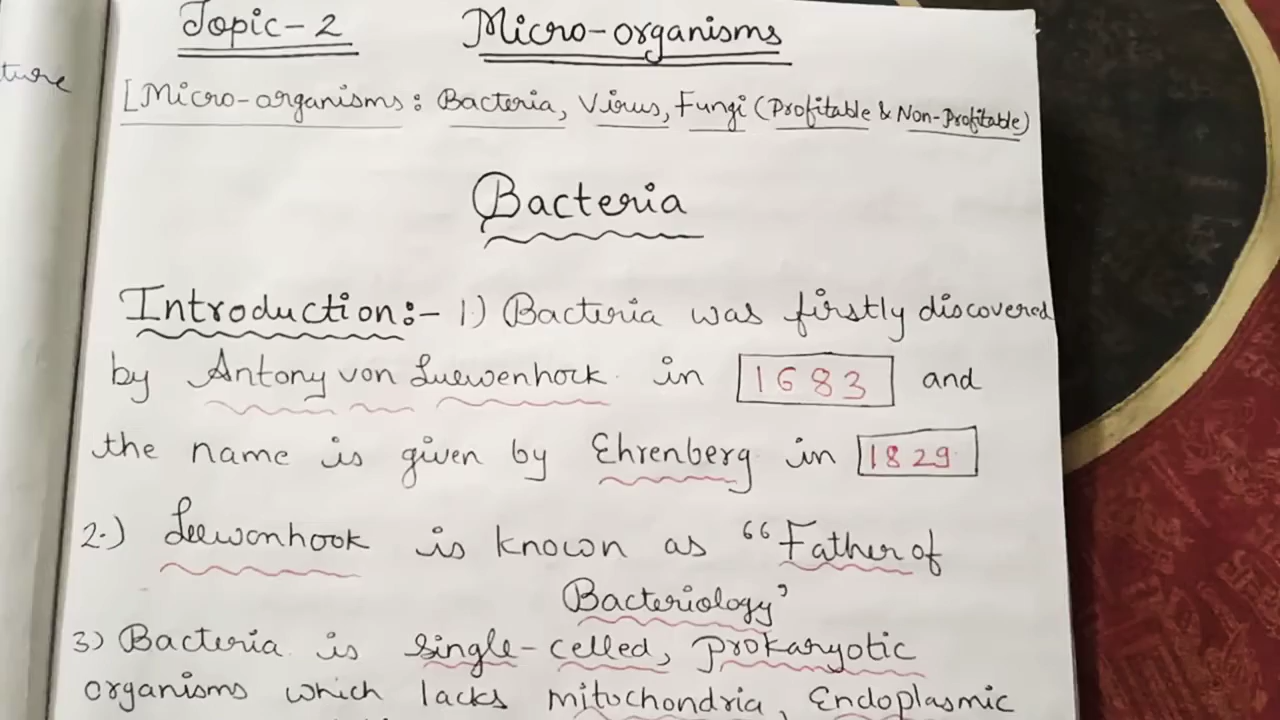 ture
Topic-2 Micro-organisms
[Micro-organisms: Bacteria, Virus, Fungi (Profitable & Non-Profitable)
Bacteria
Introduction:- 1.) Bacteria was firstly discovered
by Antony von Luewenhock in 1683 and
the name is given by Ehrenberg in 1829
2.) Leewonhook is known as "Father of
Bacteriology'
3) Bacteria is single-celled, prokaryotic
organisms which lacks mitochondria, Endoplasmic